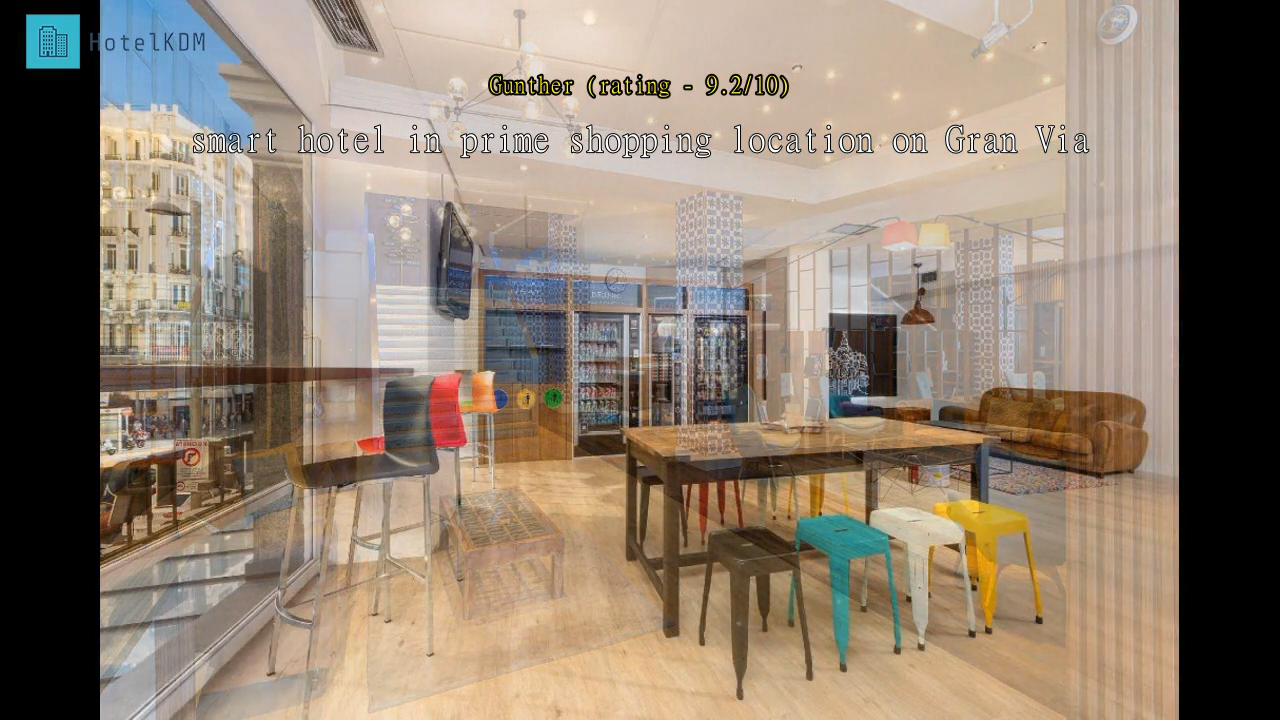 HotelKDM
Gunther (rating - 9.2/10)
smart hotel in prime shopping location on Gran Via